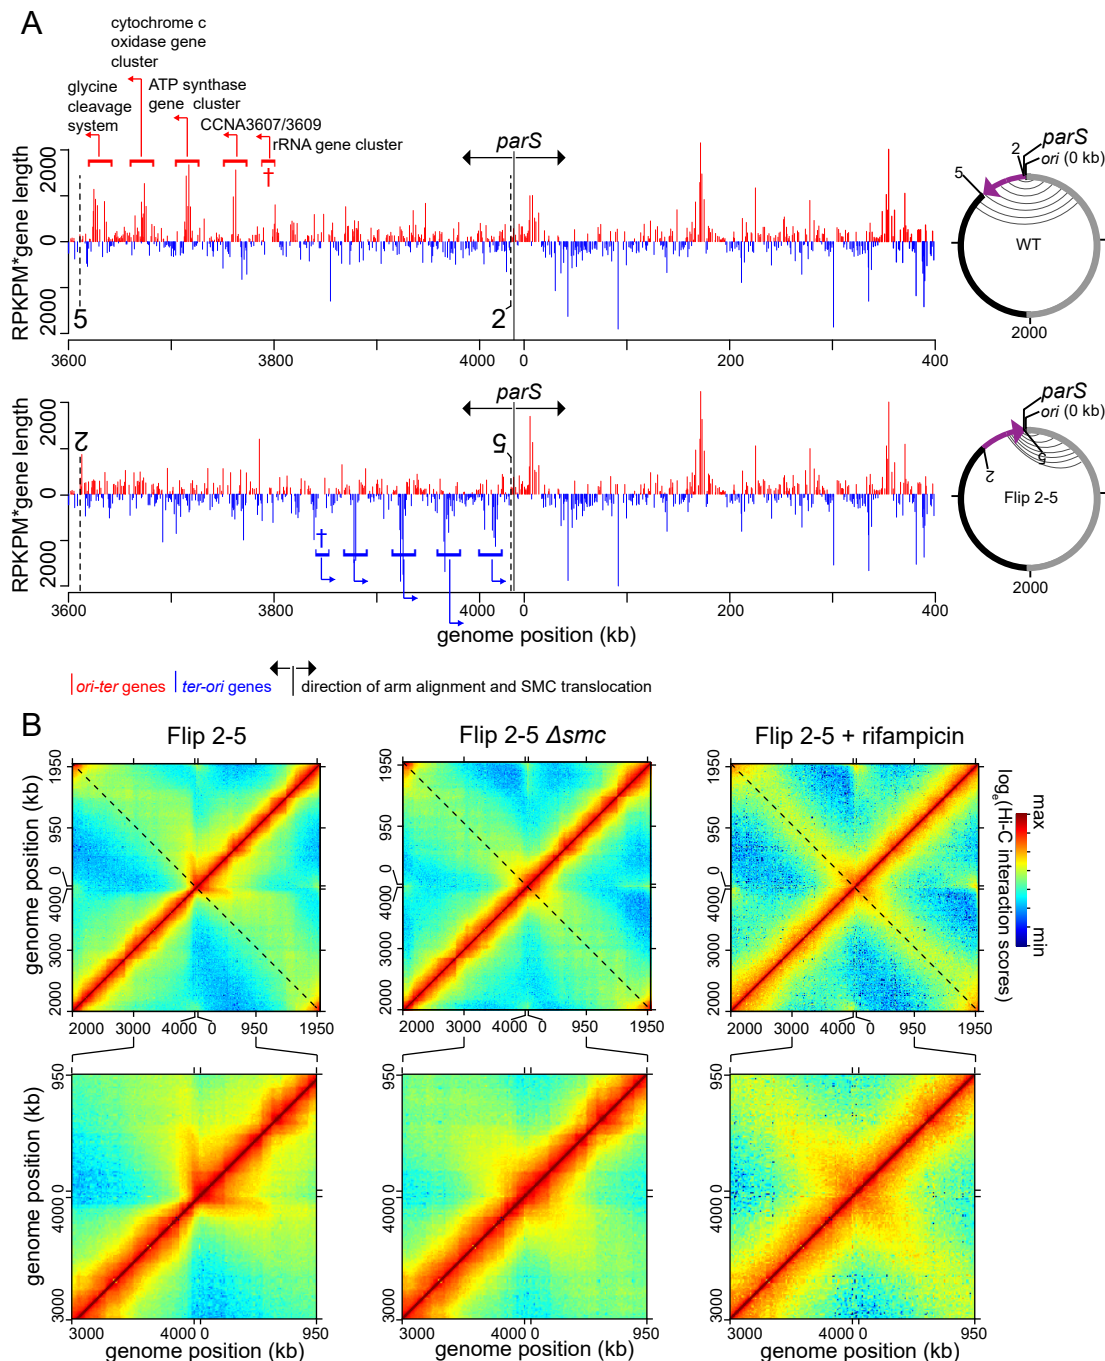 A
cytochrome c
oxidase gene
cluster
glycine
cleavage
system
ATP synthase
gene cluster
CCNA3607/3609
rRNA gene cluster
†
parS
RPKPM*gene length
2000
0
2000
5
2
3600
3800
4000
0
200
400
2
parS
ori (0 kb)
5
WT
2000
parS
RPKPM*gene length
2000
0
2000
2
5
†
3600
3800
4000
0
200
400
genome position (kb)
parS
ori (0 kb)
5
2
Flip 2-5
2000
ori-ter genes
ter-ori genes
direction of arm alignment and SMC translocation
B
Flip 2-5
Flip 2-5 Δsmc
Flip 2-5 + rifampicin
genome position (kb)
1950
950
0
4000
3000
2000
2000 3000 4000 0 950 1950
1950
950
0
4000
3000
2000
2000 3000 4000 0 950 1950
1950
950
0
4000
3000
2000
2000 3000 4000 0 950 1950
max
min
loge(Hi-C interaction scores)
genome position (kb)
950
0
4000
3000
3000 4000 0 950
genome position (kb)
950
0
4000
3000
3000 4000 0 950
genome position (kb)
950
0
4000
3000
3000 4000 0 950
genome position (kb)